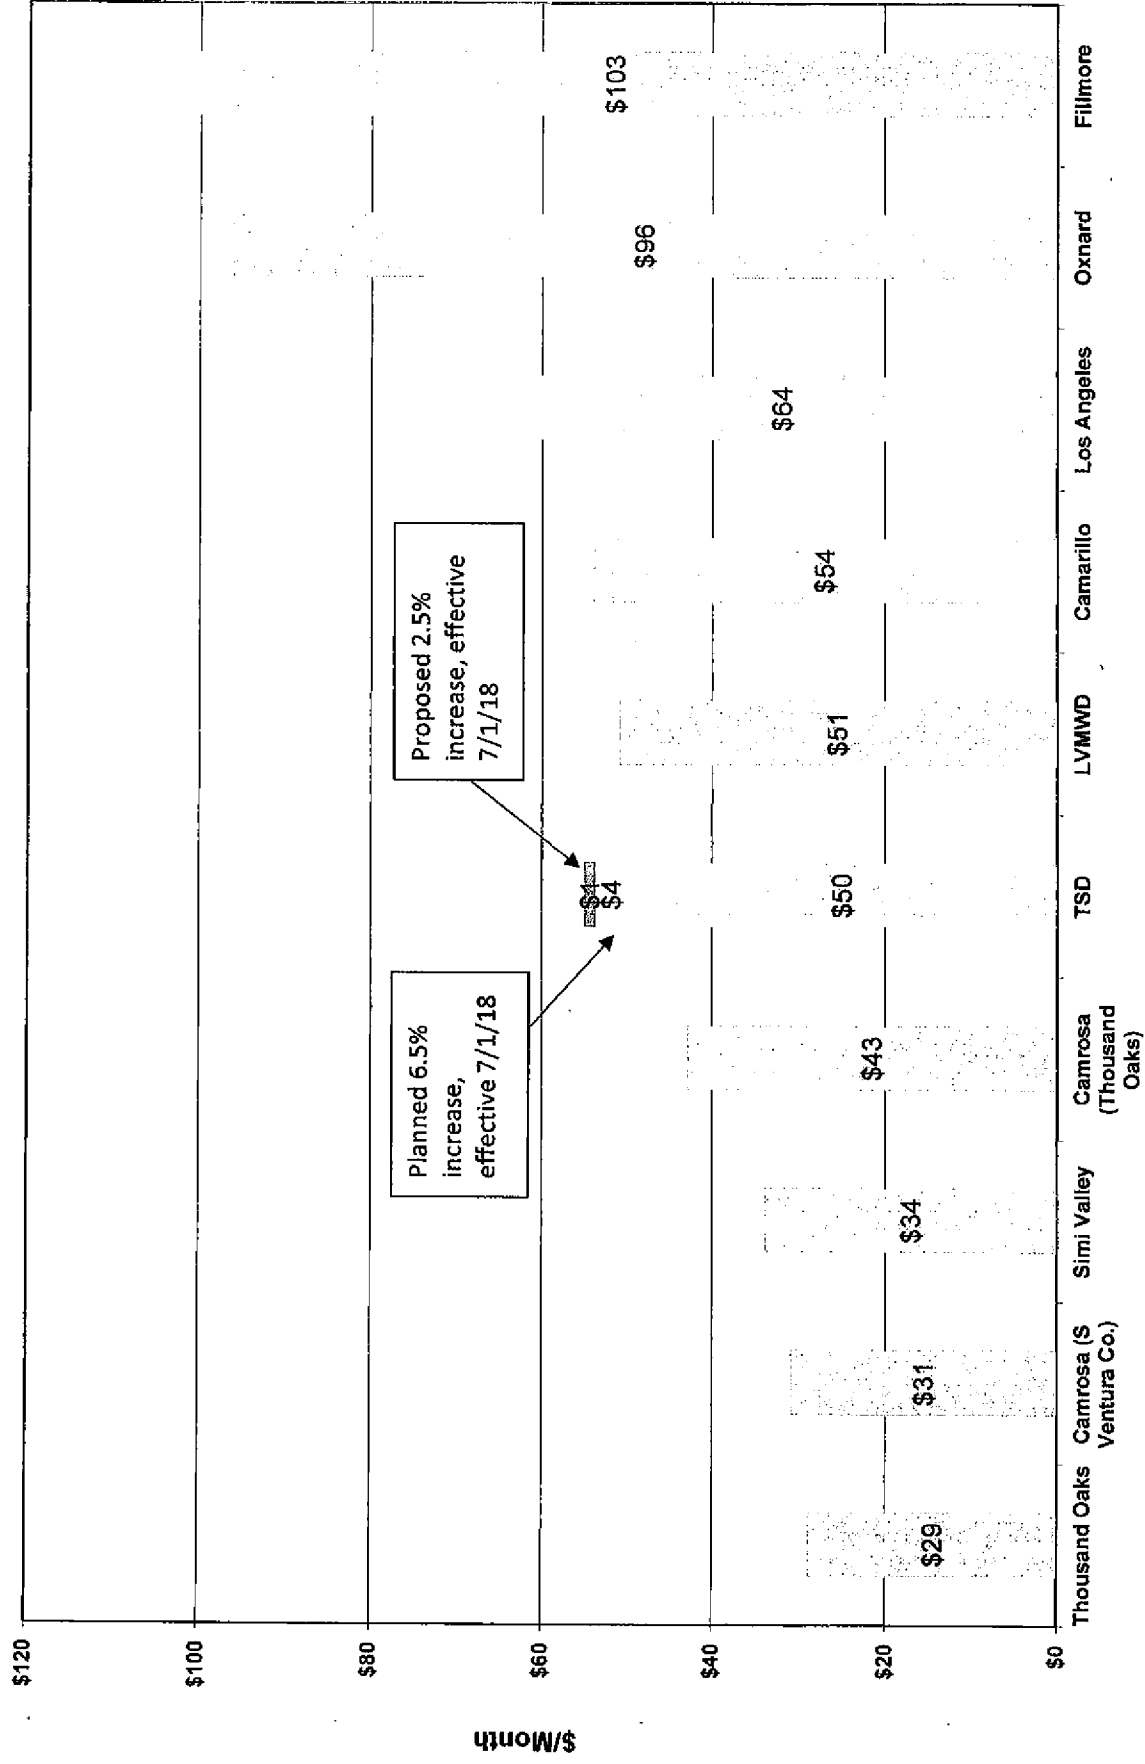 $/Month
$120
$100
$80
$60
$40
$20
$0
Planned 6.5%
increase,
effective 7/1/18
Proposed 2.5%
increase, effective
7/1/18
$29
$31
$34
$43
$50
$4
$1
$51
$54
$64
$96
$103
Thousand Oaks
Camrosa (S
Ventura Co.)
Simi Valley
Camrosa
(Thousand
Oaks)
TSD
LVMWD
Camarillo
Los Angeles
Oxnard
Fillmore